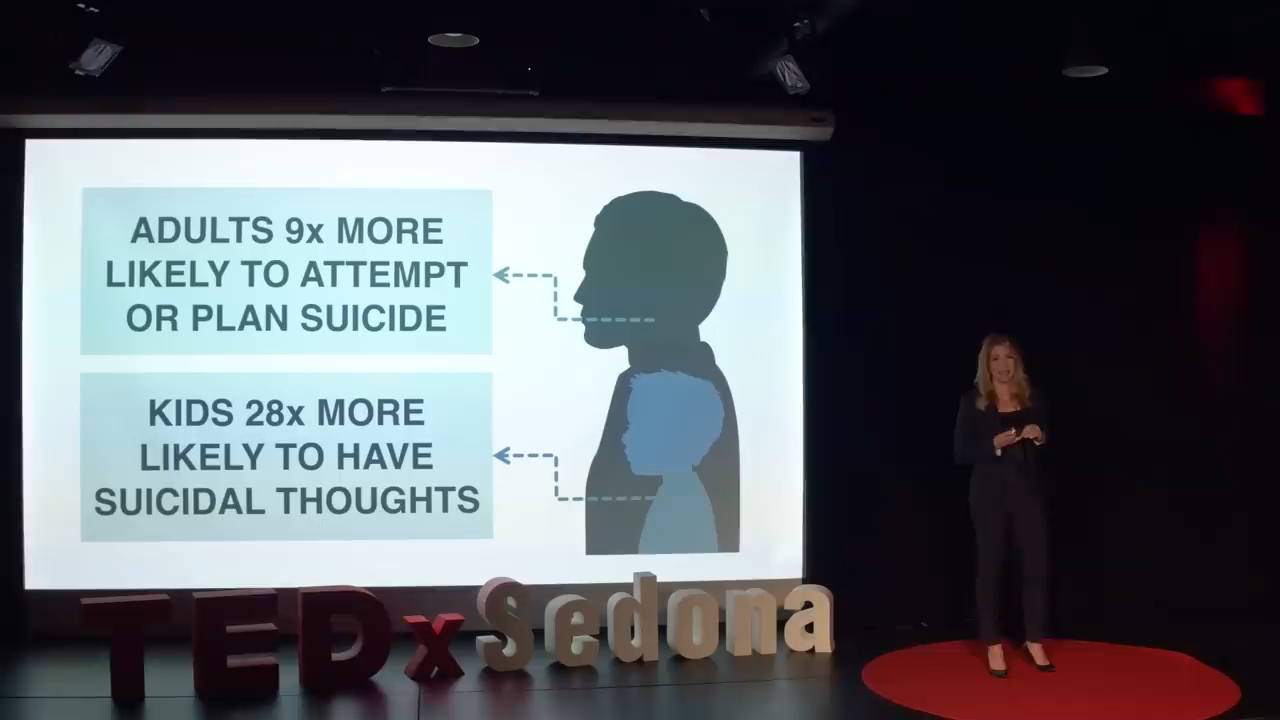 ADULTS 9x MORE
LIKELY TO ATTEMPT
OR PLAN SUICIDE
KIDS 28x MORE
LIKELY TO HAVE
SUICIDAL THOUGHTS
TEDxSedona